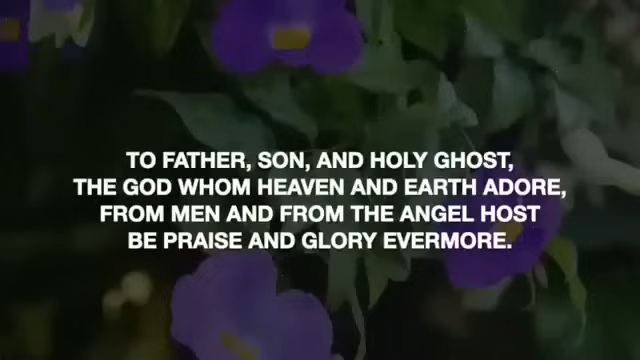 TO FATHER, SON, AND HOLY GHOST,
THE GOD WHOM HEAVEN AND EARTH ADORE,
FROM MEN AND FROM THE ANGEL HOST
BE PRAISE AND GLORY EVERMORE.